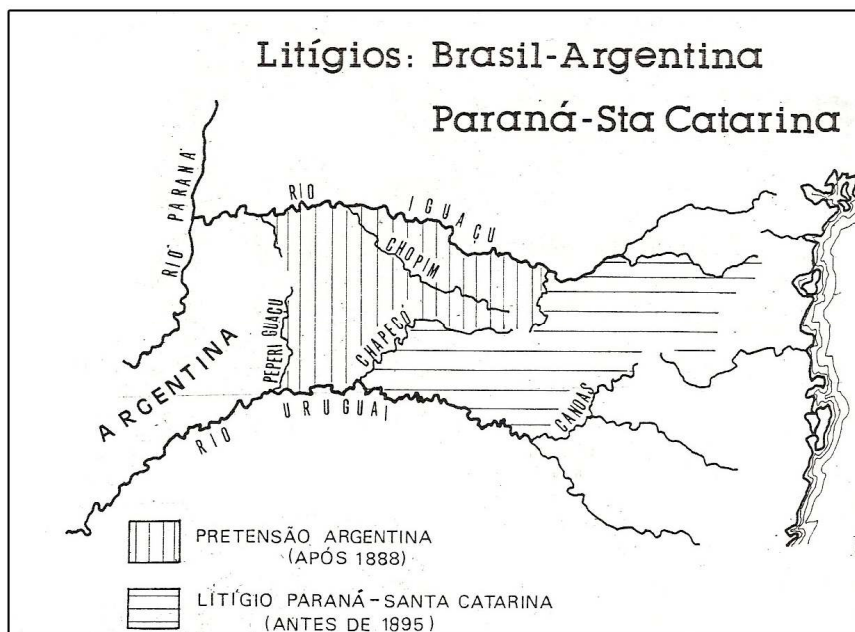 Litígios: Brasil-Argentina
Paraná-Sta Catarina
RIO PARANÁ
RIO IGUAÇU
CHOPIM
PEPERI GUAÇU
CHAPECÓ
ARGENTINA
RIO URUGUAI
CANOAS
PRETENSÃO ARGENTINA
(APÓS 1888)
LITÍGIO PARANÁ-SANTA CATARINA
(ANTES DE 1895)